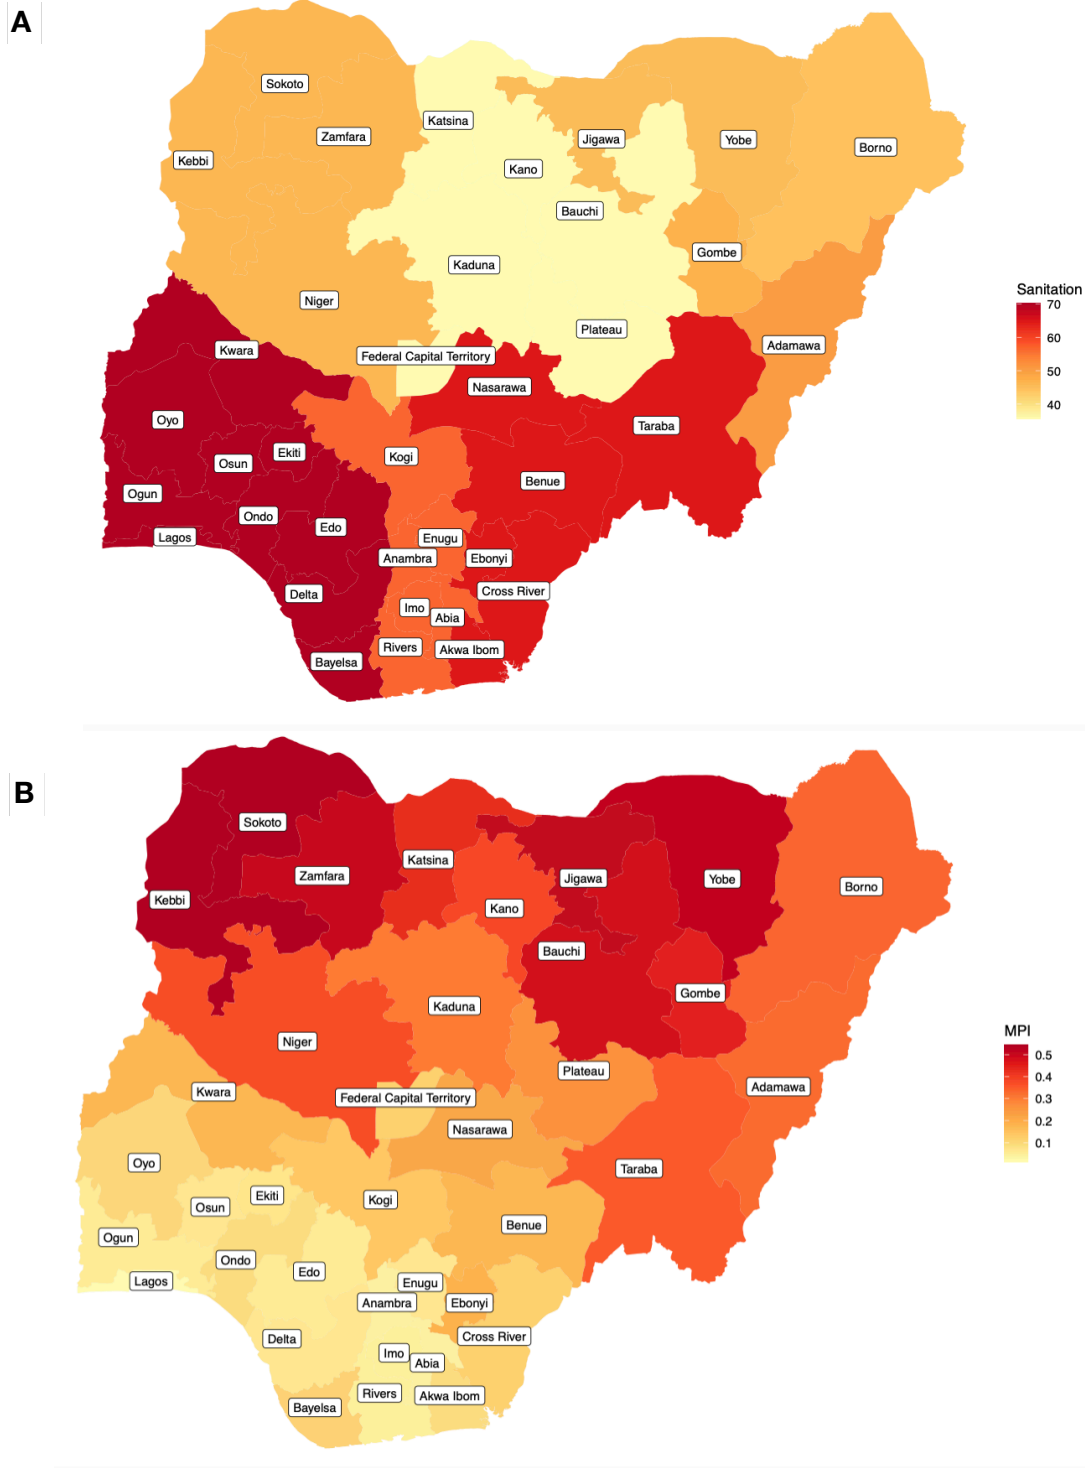 A
Sokoto
Katsina
Zamfara
Jigawa
Yobe
Borno
Kebbi
Kano
Bauchi
Gombe
Kaduna
Niger
Plateau
Adamawa
Kwara
Federal Capital Territory
Nasarawa
Oyo
Taraba
Ekiti
Kogi
Osun
Benue
Ogun
Ondo
Edo
Lagos
Enugu
Anambra
Ebonyi
Delta
Cross River
Imo
Abia
Rivers
Akwa Ibom
Bayelsa
Sanitation
70
60
50
40
B
Sokoto
Katsina
Zamfara
Jigawa
Yobe
Borno
Kebbi
Kano
Bauchi
Gombe
Kaduna
Niger
Plateau
Adamawa
Kwara
Federal Capital Territory
Nasarawa
Oyo
Taraba
Ekiti
Kogi
Osun
Benue
Ogun
Ondo
Edo
Lagos
Enugu
Anambra
Ebonyi
Delta
Cross River
Imo
Abia
Rivers
Akwa Ibom
Bayelsa
MPI
0.5
0.4
0.3
0.2
0.1